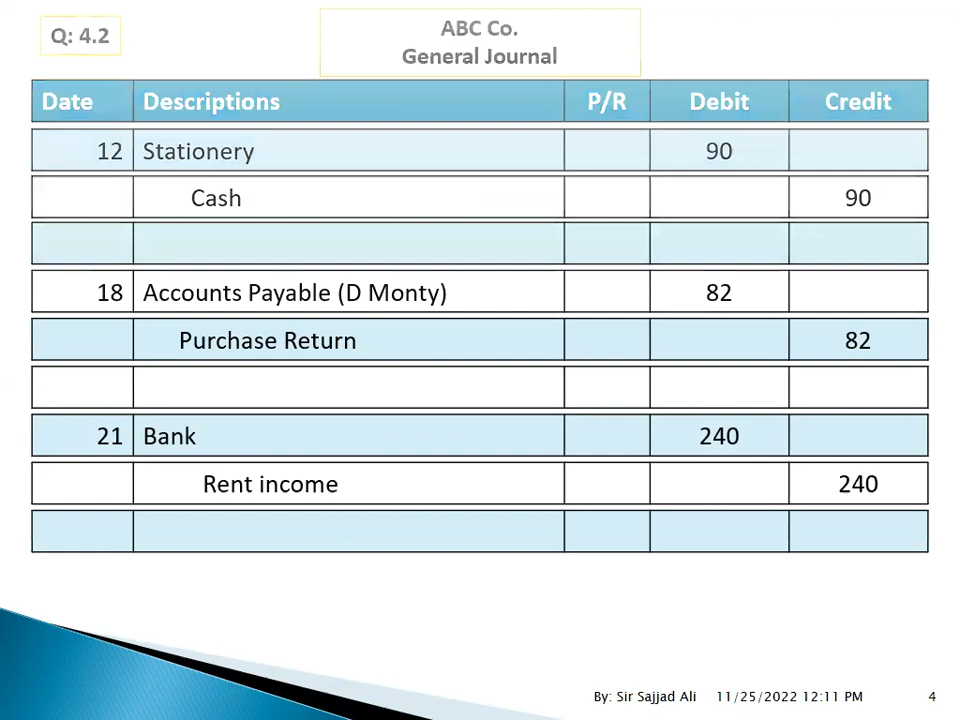 Q: 4.2
ABC Co.
General Journal
Date Descriptions P/R Debit Credit
12 Stationery 90
Cash 90
18 Accounts Payable (D Monty) 82
Purchase Return 82
21 Bank 240
Rent income 240
By: Sir Sajjad Ali 11/25/2022 12:11 PM 4